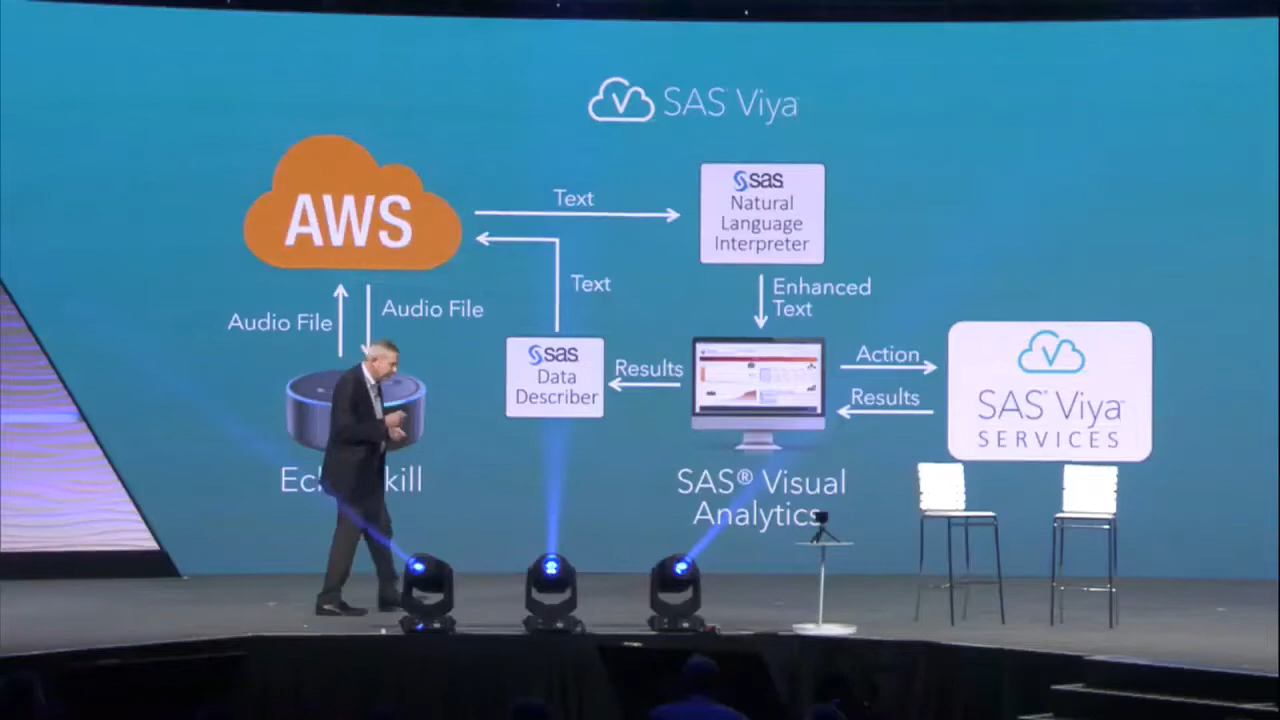 SAS Viya
AWS
Text
sas
Natural
Language
Interpreter
Text
Enhanced
Text
Audio File
Audio File
sas
Data
Describer
Results
Action
Results
SAS® Viya
SERVICES
SAS® Visual
Analytics